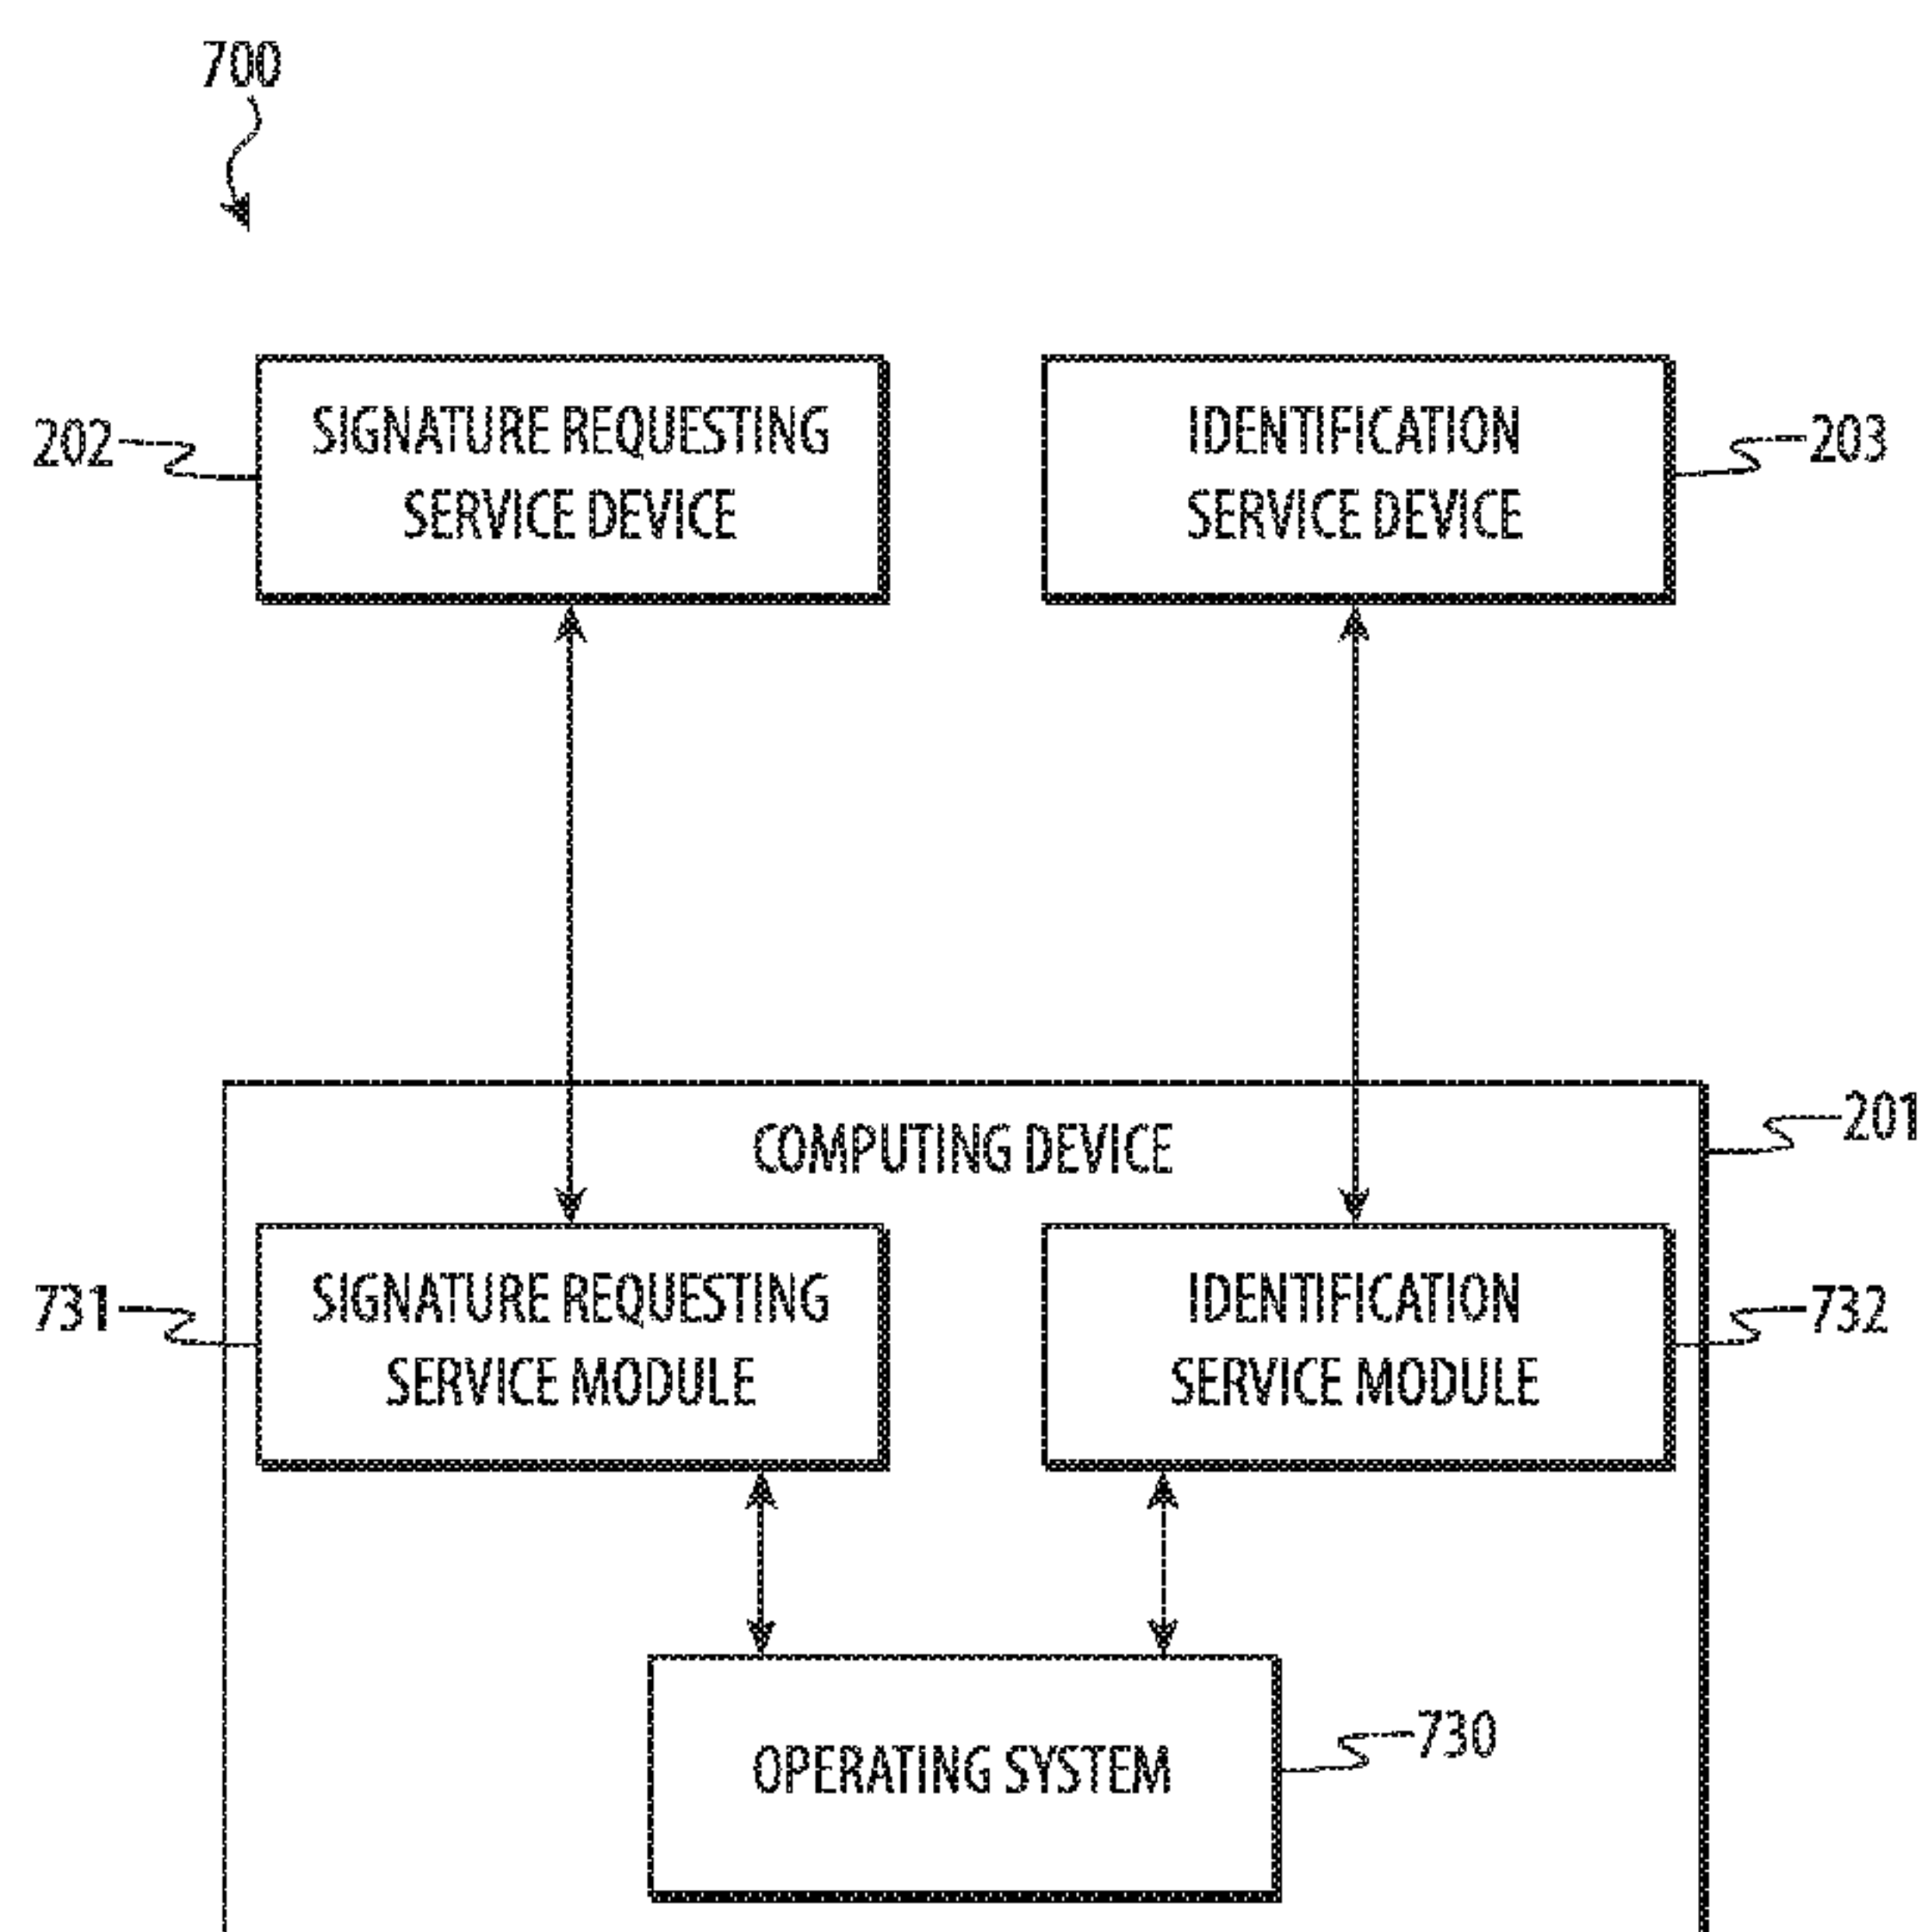 700
202
SIGNATURE REQUESTING
SERVICE DEVICE
IDENTIFICATION
SERVICE DEVICE
203
COMPUTING DEVICE
201
731
SIGNATURE REQUESTING
SERVICE MODULE
IDENTIFICATION
SERVICE MODULE
732
OPERATING SYSTEM
730